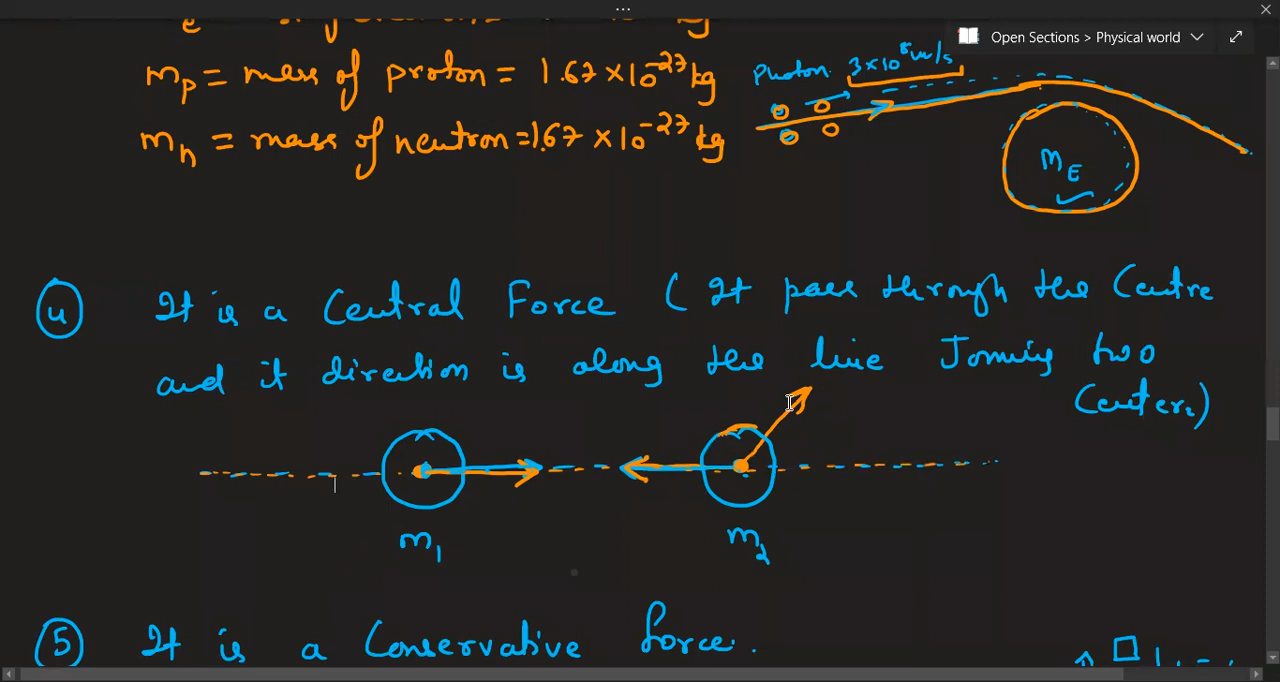 Open Sections > Physical world
mp = mass of proton = 1.67 × 10⁻²⁷ kg
mn = mass of neutron = 1.67 × 10⁻²⁷ kg
Photon 3 × 10⁸ m/s
ME
④ It is a Central Force ( It pass through the Centre
and it direction is along the line Joining two
Centers)
m₁ m₂
⑤ It is a Conservative force.